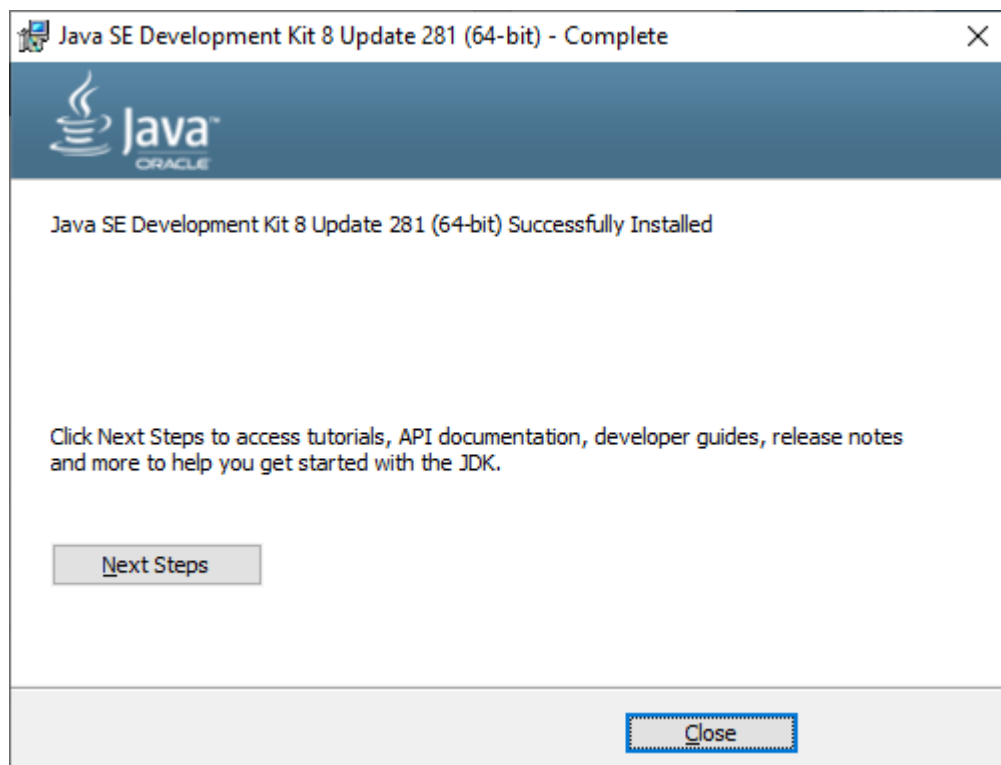 Java SE Development Kit 8 Update 281 (64-bit) - Complete
Java™
ORACLE
Java SE Development Kit 8 Update 281 (64-bit) Successfully Installed
Click Next Steps to access tutorials, API documentation, developer guides, release notes
and more to help you get started with the JDK.
Next Steps
Close